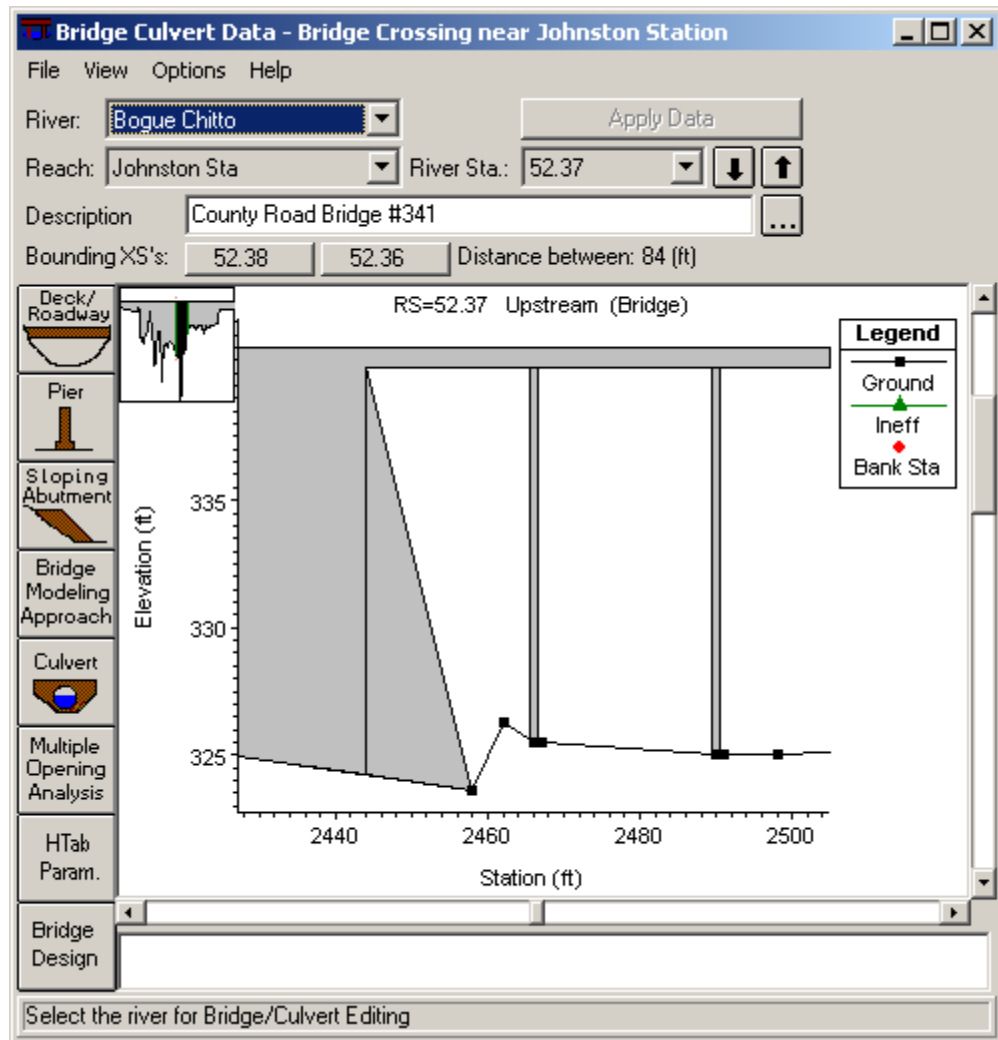 Bridge Culvert Data - Bridge Crossing near Johnston Station
File View Options Help
River: Bogue Chitto Apply Data
Reach: Johnston Sta River Sta.: 52.37
Description County Road Bridge #341 ...
Bounding XS's: 52.38 52.36 Distance between: 84 (ft)
Deck/
Roadway
Pier
Sloping
Abutment
Bridge
Modeling
Approach
Culvert
Multiple
Opening
Analysis
HTab
Param.
Bridge
Design
RS=52.37 Upstream (Bridge)
Legend
Ground
Ineff
Bank Sta
Elevation (ft)
335
330
325
2440 2460 2480 2500
Station (ft)
Select the river for Bridge/Culvert Editing